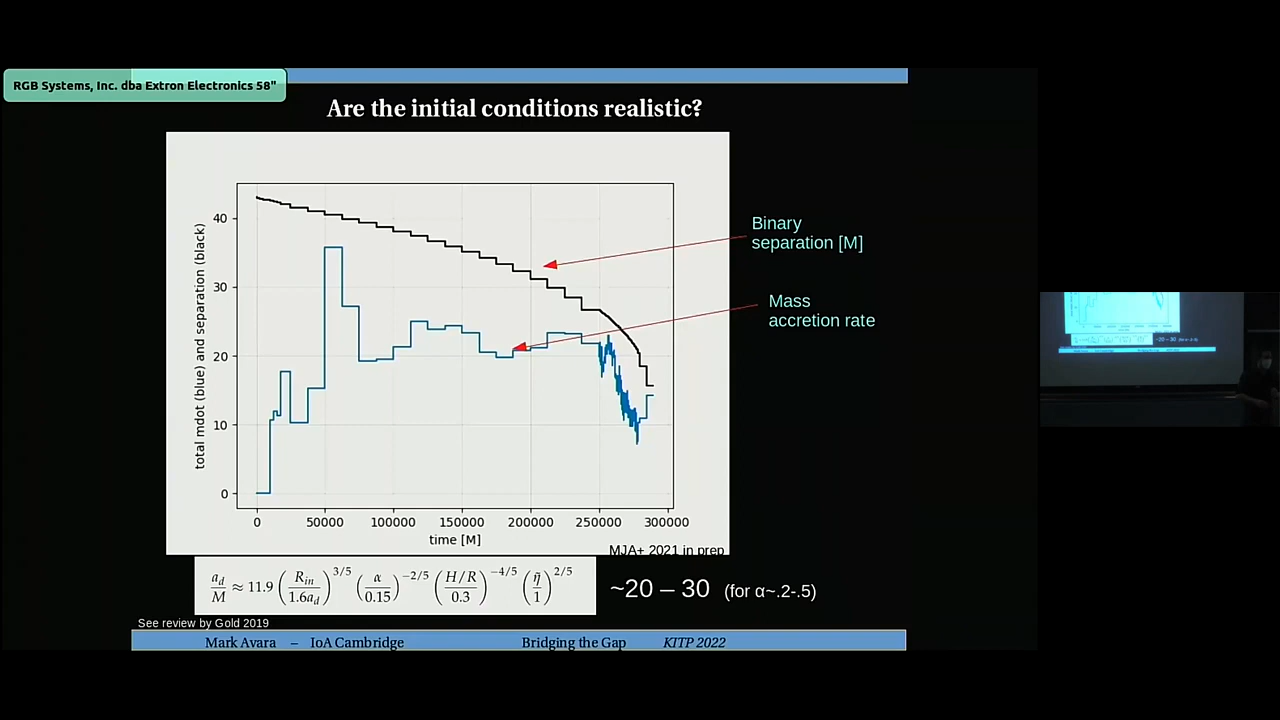 RGB Systems, Inc. dba Extron Electronics 58"
Are the initial conditions realistic?
total mdot (blue) and separation (black)
40
30
20
10
0
0 50000 100000 150000 200000 250000 300000
time [M]
Binary
separation [M]
Mass
accretion rate
MJA+ 2021 in prep
a_d/M ≈ 11.9 (R_in/1.6a_d)^{3/5} (α/0.15)^{−2/5} (H/R/0.3)^{−4/5} (η̃/1)^{2/5}
~20 – 30 (for α~.2-.5)
See review by Gold 2019
Mark Avara – IoA Cambridge Bridging the Gap KITP 2022